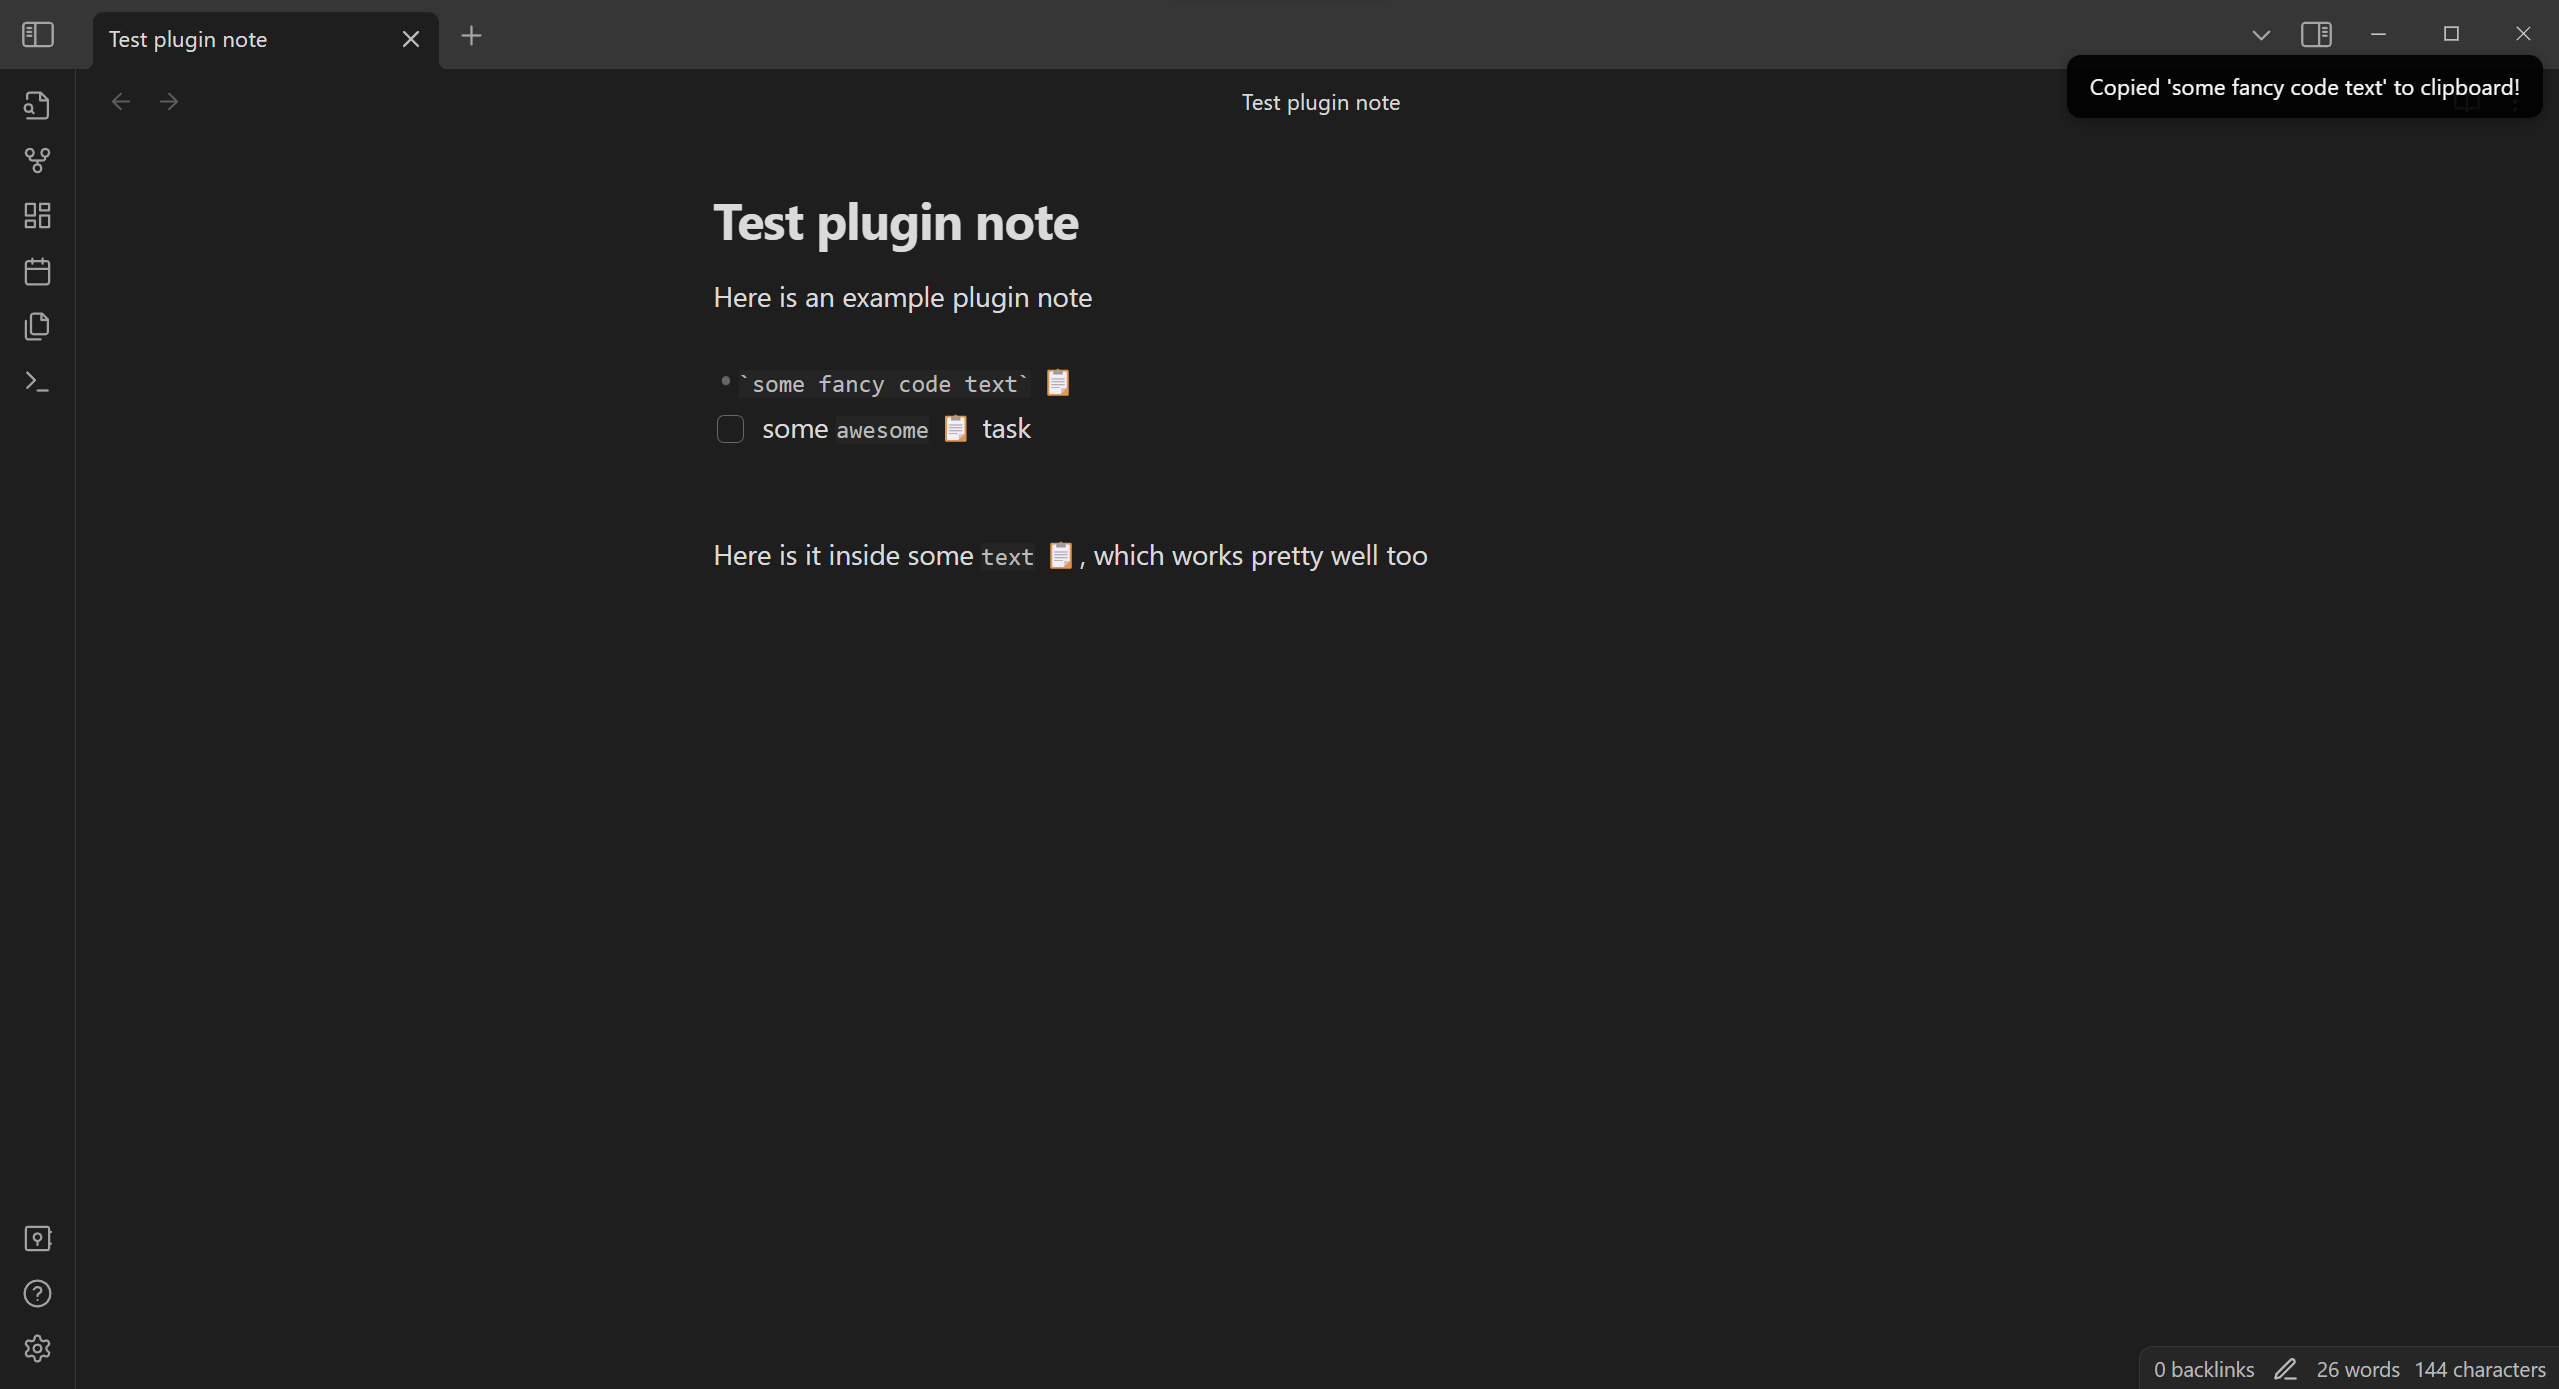 Test plugin note
Test plugin note
Copied 'some fancy code text' to clipboard!
Test plugin note
Here is an example plugin note
`some fancy code text` 📋
some awesome 📋 task
Here is it inside some text 📋, which works pretty well too
0 backlinks 26 words 144 characters